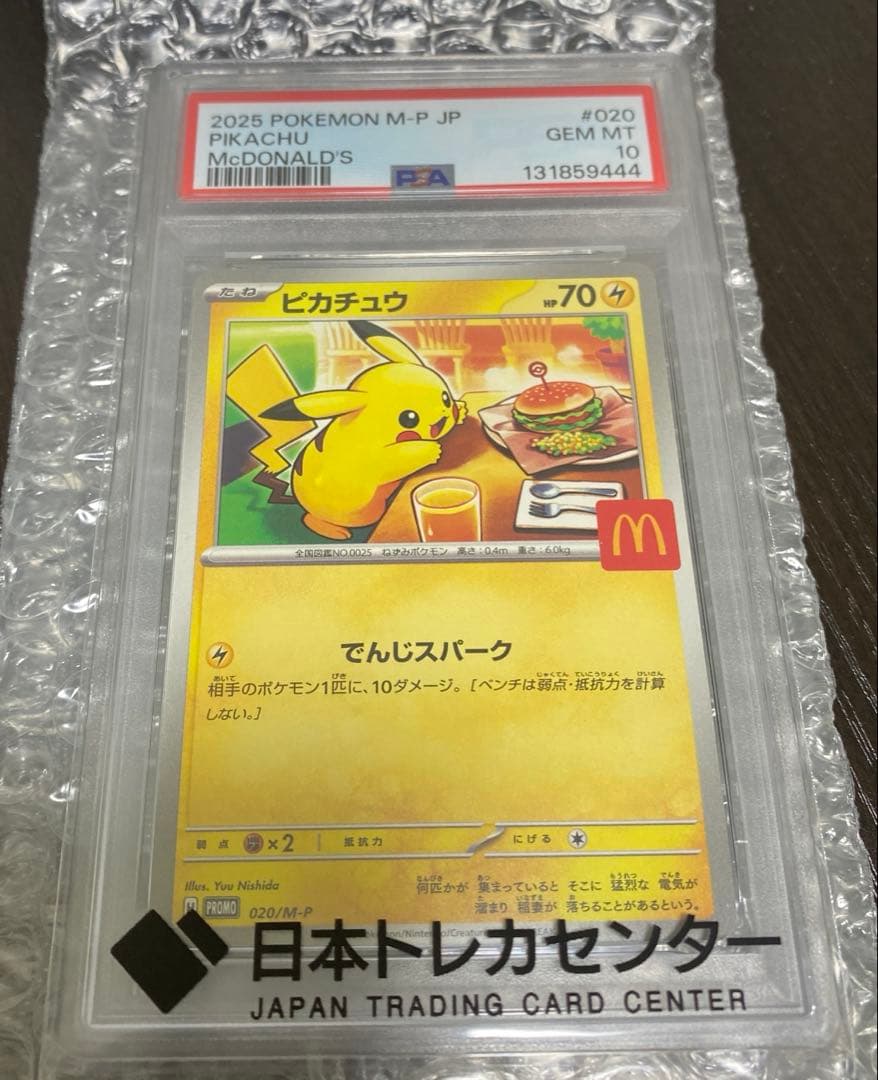 2025 POKEMON M-P JP #020
PIKACHU GEM MT
McDONALD'S 10
PSA 131859444
たね ピカチュウ HP70
全国図鑑NO.0025 ねずみポケモン 高さ:0.4m 重さ:6.0kg
でんじスパーク
相手のポケモン1匹に、10ダメージ。[ベンチは弱点・抵抗力を計算
しない。]
弱点 ×2 抵抗力 にげる
Illus. Yuu Nishida
何匹かが 集まっていると そこに 猛烈な 電気が
溜まり 稲妻が 落ちることがあるという。
PROMO 020/M-P
日本トレカセンター
JAPAN TRADING CARD CENTER